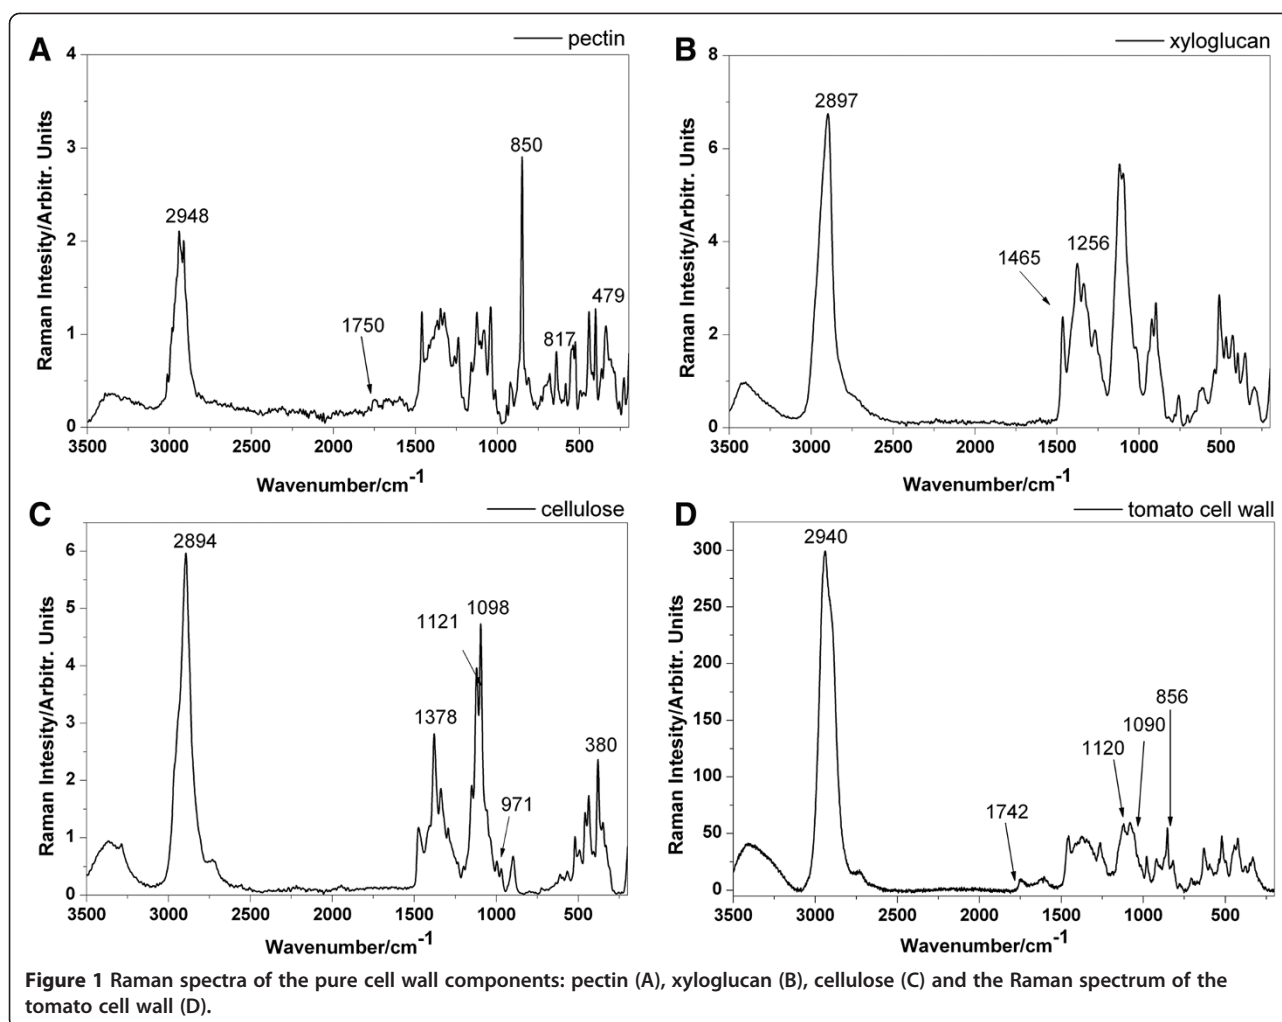 A
pectin
4
3
2
1
0
Raman Intesity/Arbitr. Units
2948
1750
850
817
479
3500 3000 2500 2000 1500 1000 500
Wavenumber/cm-1
B
xyloglucan
8
6
4
2
0
Raman Intesity/Arbitr. Units
2897
1465
1256
3500 3000 2500 2000 1500 1000 500
Wavenumber/cm-1
C
cellulose
6
5
4
3
2
1
0
Raman Intesity/Arbitr. Units
2894
1121
1098
1378
971
380
3500 3000 2500 2000 1500 1000 500
Wavenumber/cm-1
D
tomato cell wall
300
250
200
150
100
50
0
Raman Intesity/Arbitr. Units
2940
1742
1120
1090
856
3500 3000 2500 2000 1500 1000 500
Wavenumber/cm-1
Figure 1 Raman spectra of the pure cell wall components: pectin (A), xyloglucan (B), cellulose (C) and the Raman spectrum of the
tomato cell wall (D).